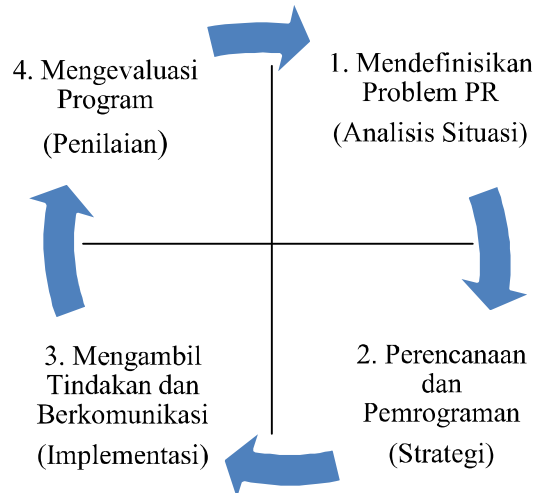 1. Mendefinisikan
Problem PR
(Analisis Situasi)
2. Perencanaan
dan
Pemrograman
(Strategi)
3. Mengambil
Tindakan dan
Berkomunikasi
(Implementasi)
4. Mengevaluasi
Program
(Penilaian)